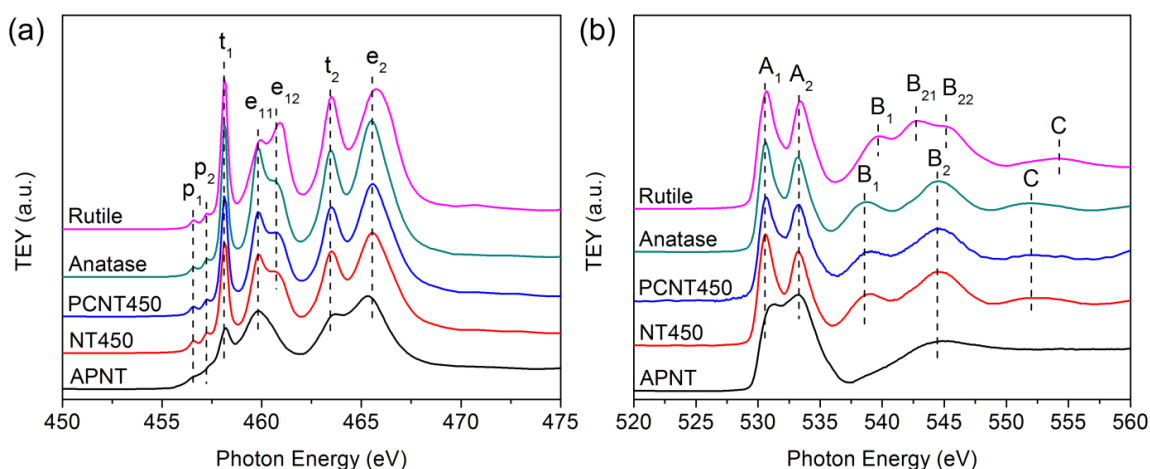 (a)
p₁
p₂
t₁
e₁₁
e₁₂
t₂
e₂
Rutile
Anatase
PCNT450
NT450
APNT
TEY (a.u.)
450 455 460 465 470 475
Photon Energy (eV)
(b)
A₁
A₂
B₁
B₂₁
B₂₂
C
B₁
B₂
C
Rutile
Anatase
PCNT450
NT450
APNT
TEY (a.u.)
520 525 530 535 540 545 550 555 560
Photon Energy (eV)